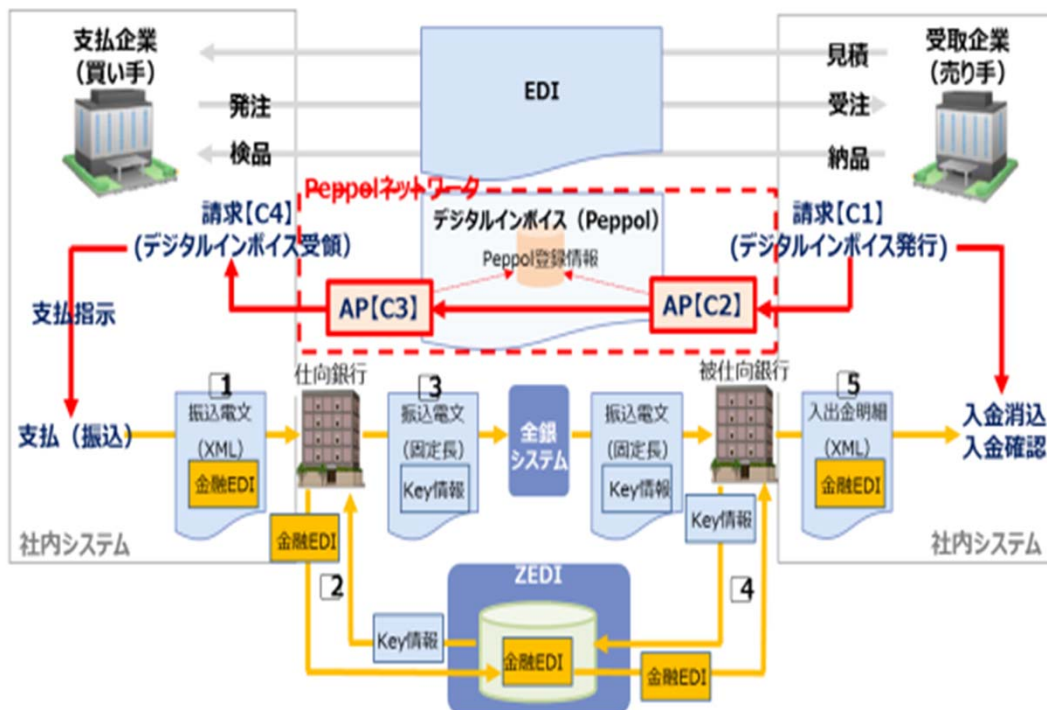 支払企業
（買い手）
受取企業
（売り手）
EDI
見積
発注
受注
検品
納品
Peppolネットワーク
請求【C4】
(デジタルインボイス受領)
デジタルインボイス（Peppol）
Peppol登録情報
請求【C1】
(デジタルインボイス発行)
AP【C3】
AP【C2】
支払指示
仕向銀行
被仕向銀行
1
3
5
支払（振込）
振込電文
(XML)
金融EDI
振込電文
(固定長)
Key情報
全銀
システム
振込電文
(固定長)
Key情報
入出金明細
(XML)
金融EDI
入金消込
入金確認
社内システム
社内システム
金融EDI
Key情報
2
4
ZEDI
Key情報
金融EDI
金融EDI